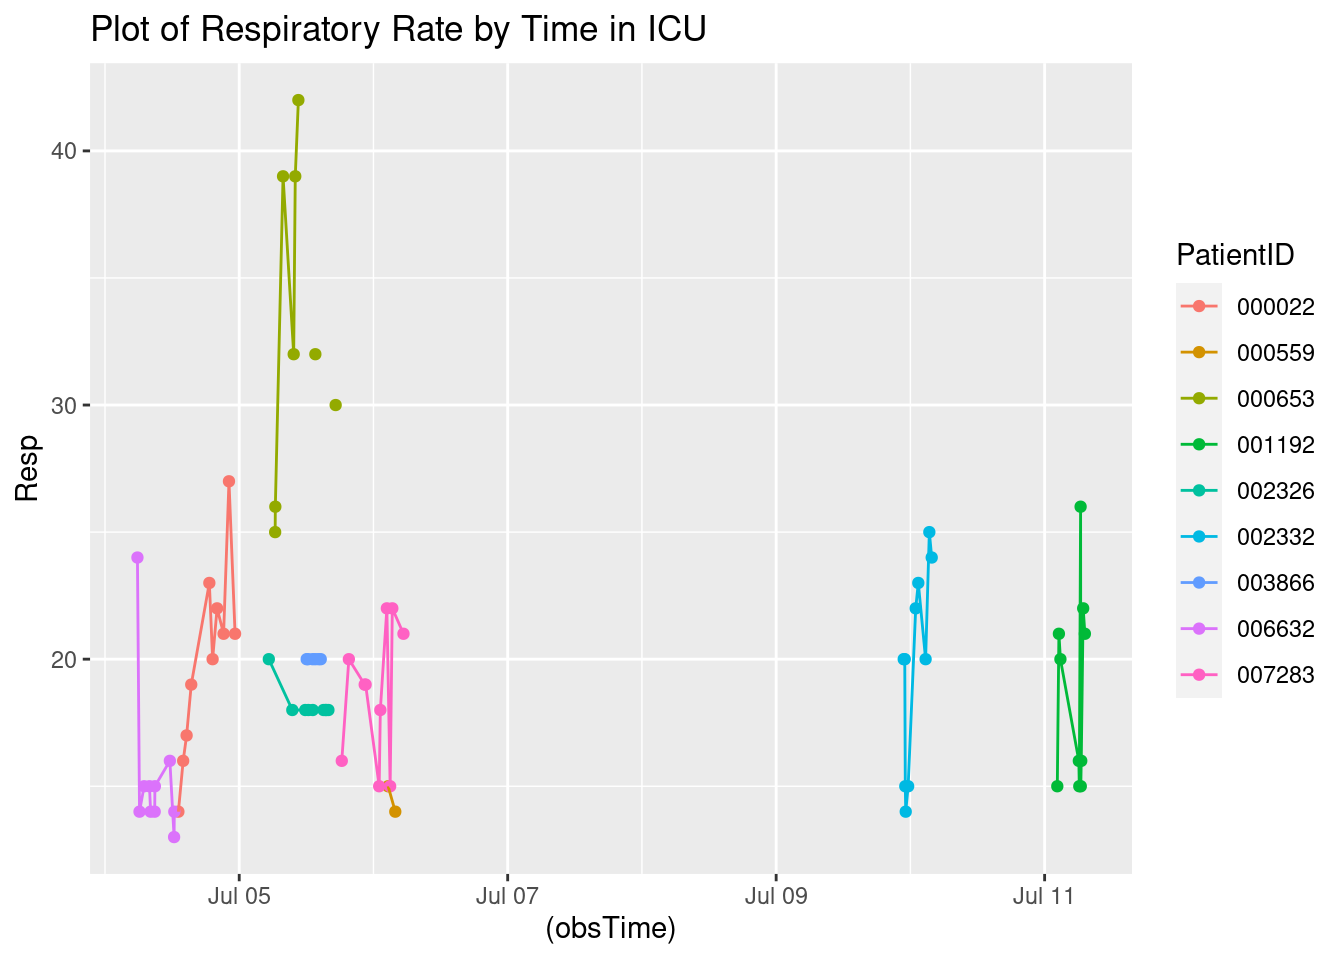 Plot of Respiratory Rate by Time in ICU
40
30
20
Resp
Jul 05
Jul 07
Jul 09
Jul 11
(obsTime)
PatientID
000022
000559
000653
001192
002326
002332
003866
006632
007283